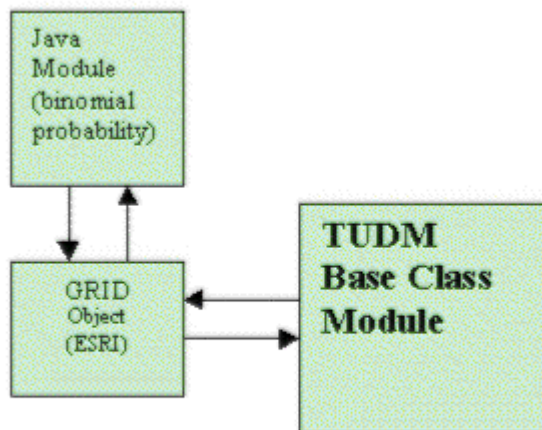 Java
Module
(binomial
probability)
GRID
Object
(ESRI)
TUDM
Base Class
Module